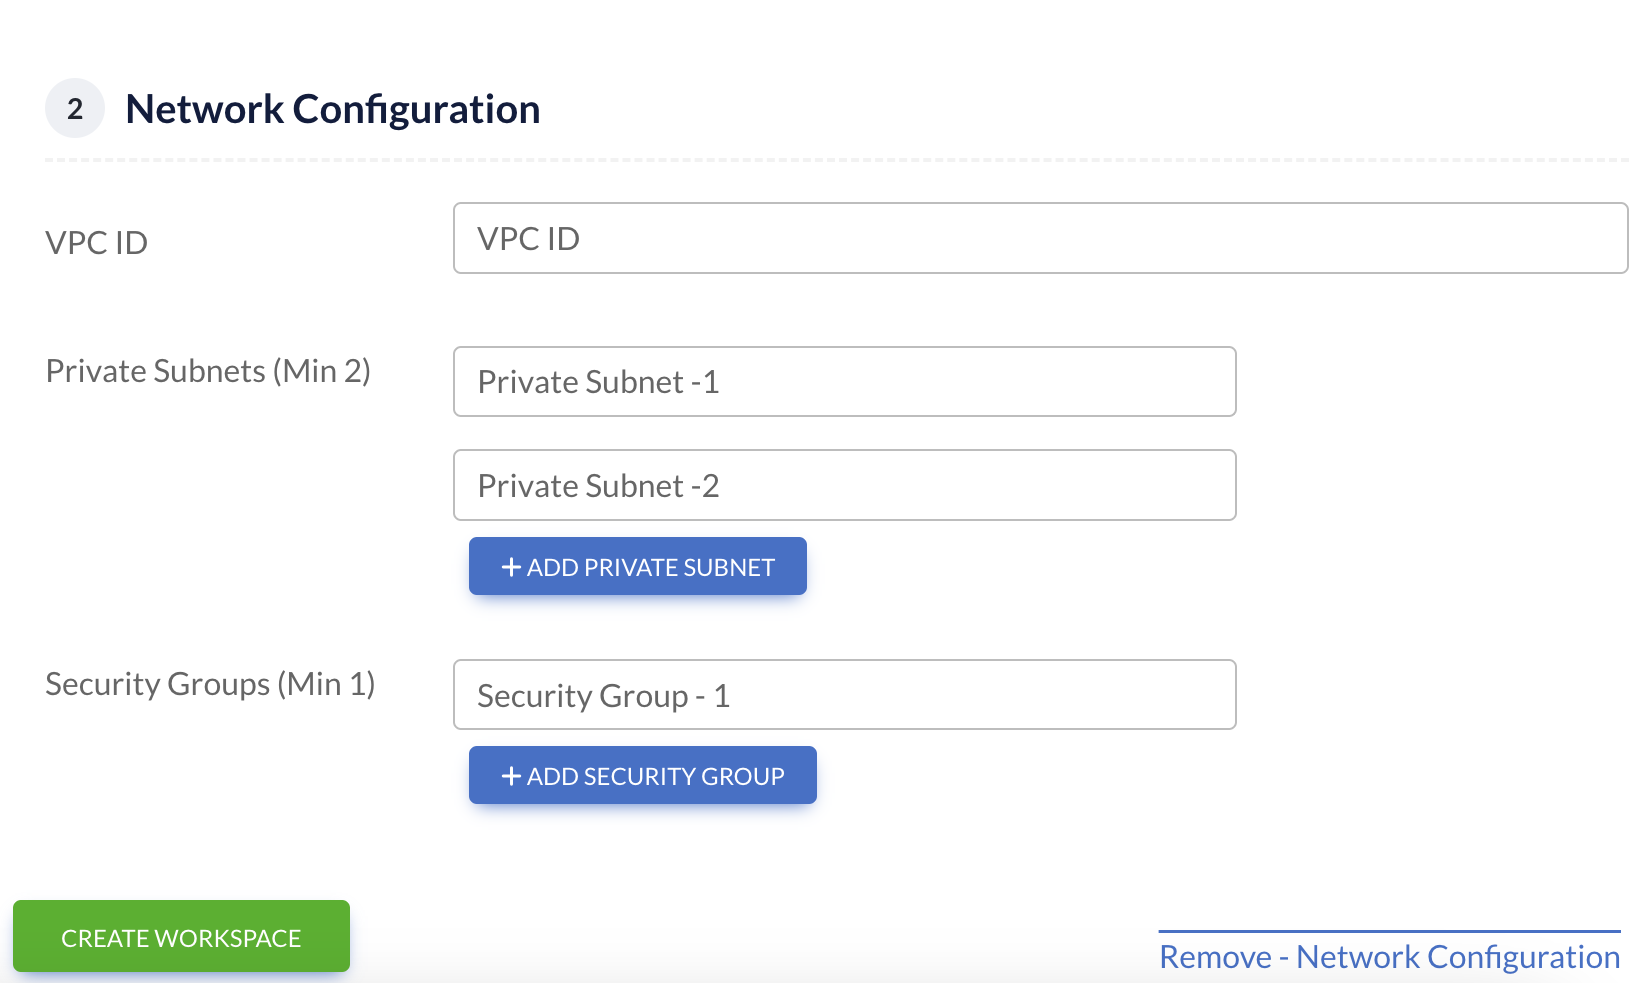 2 Network Configuration
VPC ID
VPC ID
Private Subnets (Min 2)
Private Subnet -1
Private Subnet -2
+ ADD PRIVATE SUBNET
Security Groups (Min 1)
Security Group - 1
+ ADD SECURITY GROUP
CREATE WORKSPACE
Remove - Network Configuration